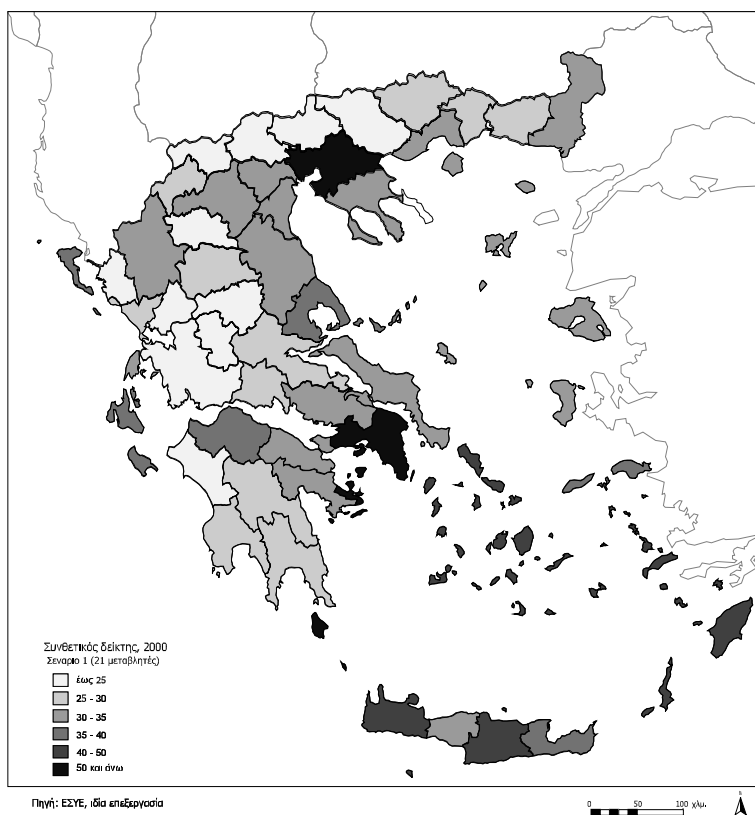 Συνθετικός δείκτης, 2000
Σεναριο 1 (21 μεταβλητές)
έως 25
25 - 30
30 - 35
35 - 40
40 - 50
50 και άνω
Πηγή: ΕΣΥΕ, ιδία επεξεργασία
0 50 100 χλμ.